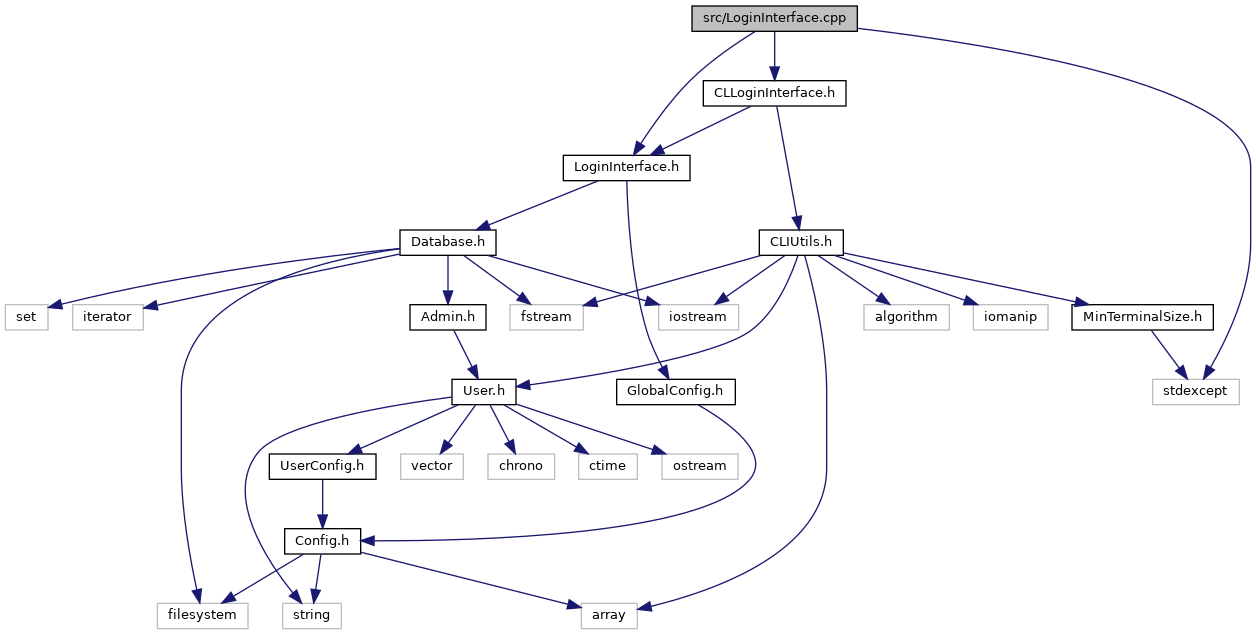 src/LoginInterface.cpp
CLLoginInterface.h
LoginInterface.h
Database.h
CLIUtils.h
set
iterator
Admin.h
fstream
iostream
algorithm
iomanip
MinTerminalSize.h
User.h
GlobalConfig.h
stdexcept
UserConfig.h
vector
chrono
ctime
ostream
Config.h
filesystem
string
array